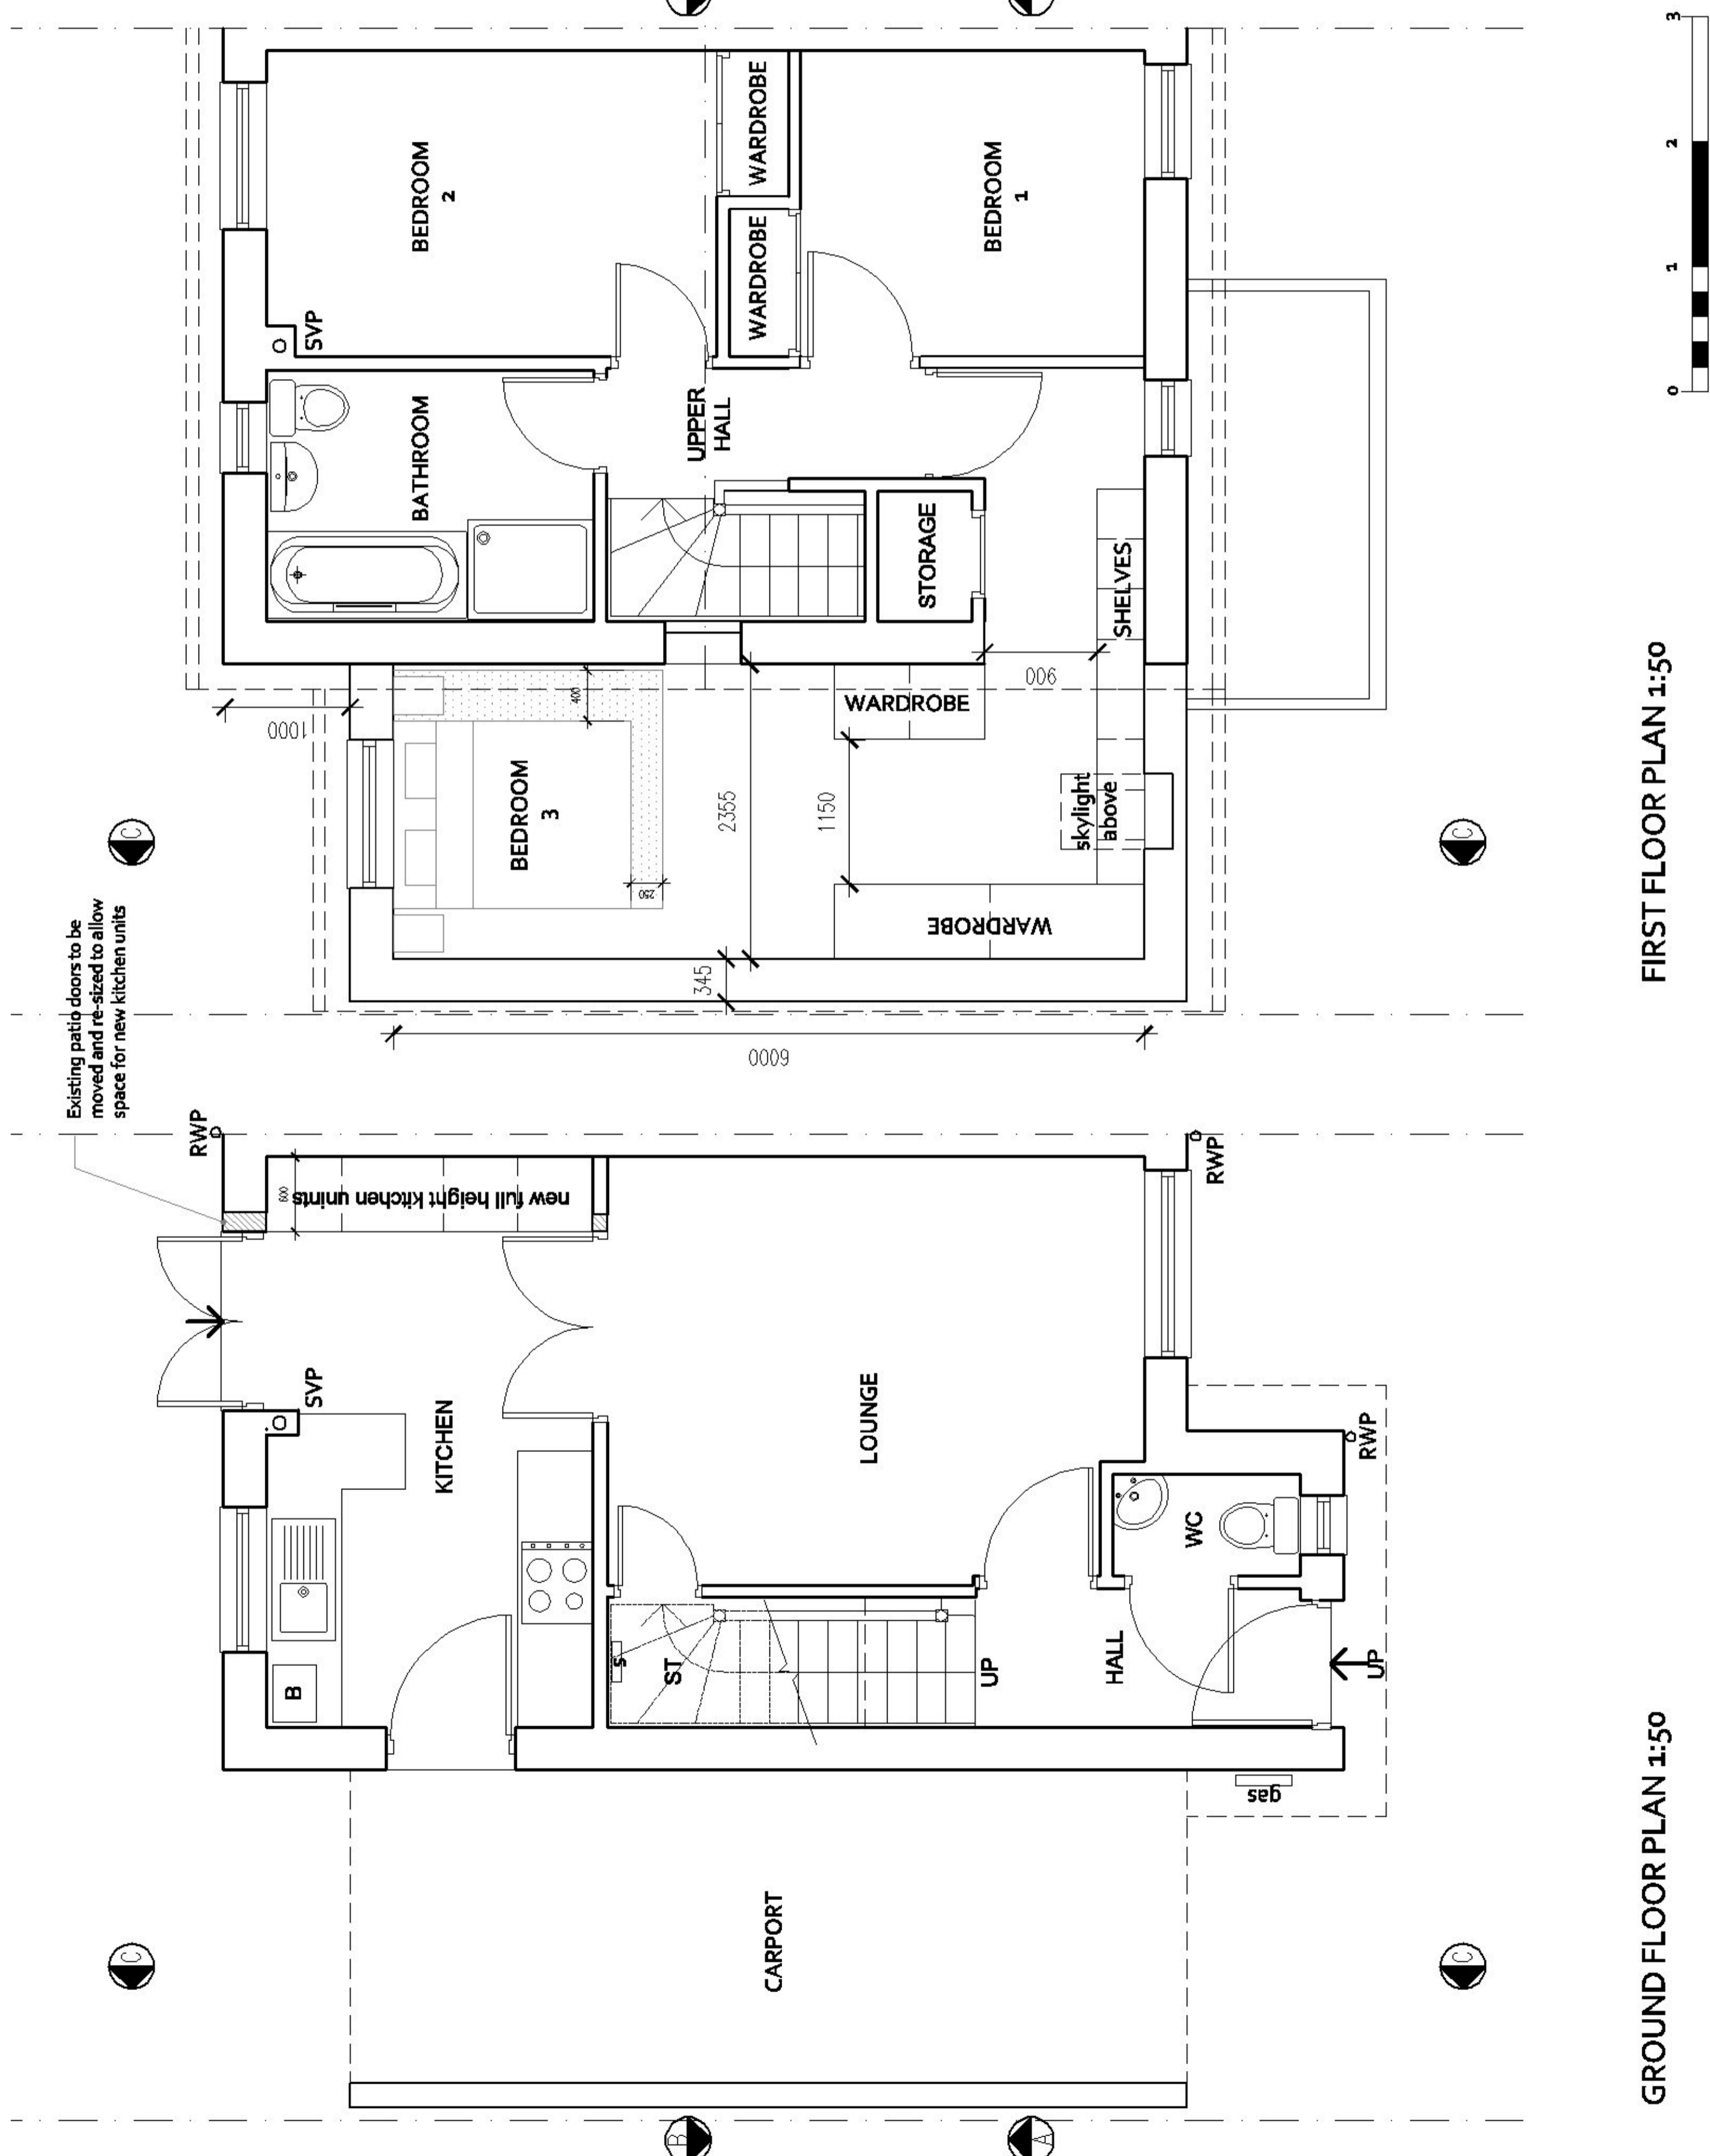 Existing patio doors to be
moved and re-sized to allow
space for new kitchen units
RWP
600
new full height kitchen unints
SVP
KITCHEN
B
LOUNGE
s
ST
UP
HALL
WC
UP
RWP
RWP
gas
CARPORT
C
C
B
A
GROUND FLOOR PLAN 1:50
BEDROOM
2
WARDROBE
WARDROBE
BEDROOM
1
SVP
BATHROOM
UPPER
HALL
STORAGE
SHELVES
900
1000
400
BEDROOM
3
250
2355
1150
WARDROBE
WARDROBE
skylight
above
345
6000
C
C
FIRST FLOOR PLAN 1:50
0
1
2
3